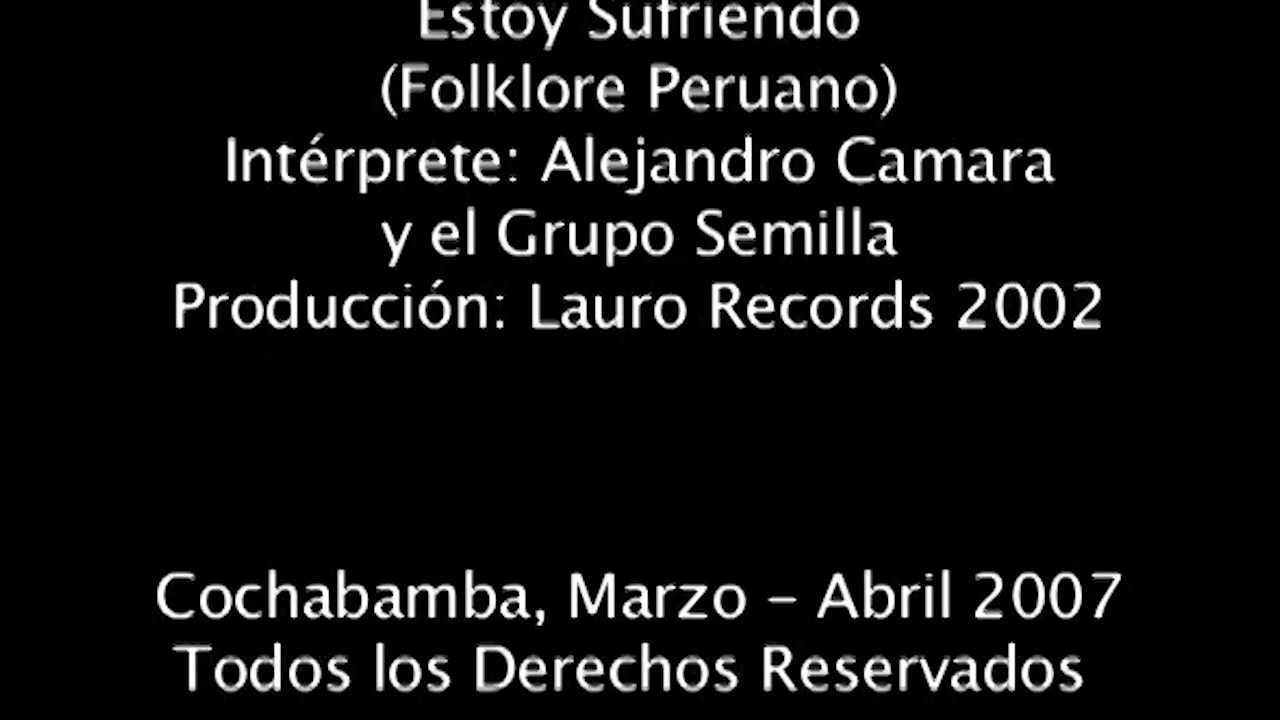 Estoy Sufriendo
(Folklore Peruano)
Intérprete: Alejandro Camara
y el Grupo Semilla
Producción: Lauro Records 2002
Cochabamba, Marzo - Abril 2007
Todos los Derechos Reservados